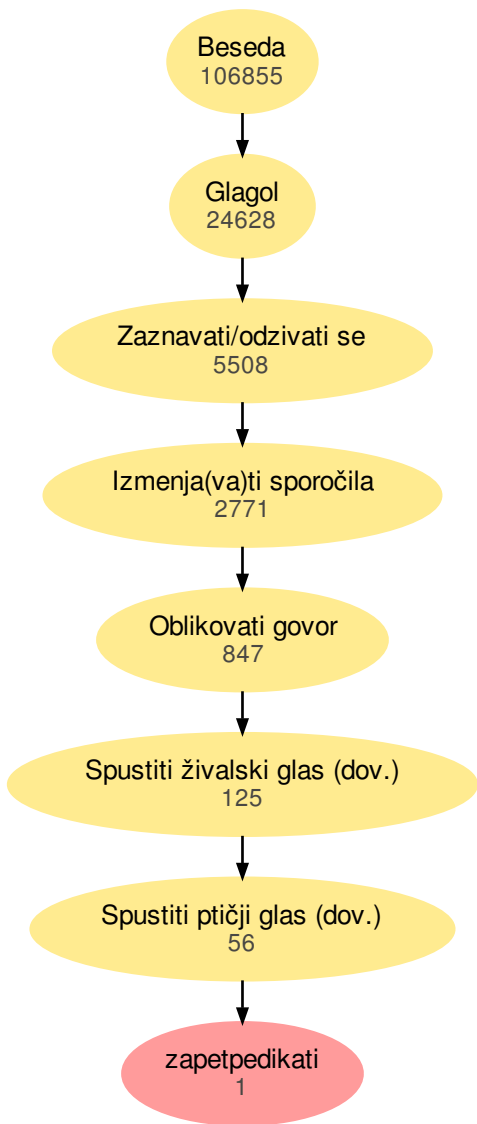 Beseda
106855
Glagol
24628
Zaznavati/odzivati se
5508
Izmenja(va)ti sporočila
2771
Oblikovati govor
847
Spustiti živalski glas (dov.)
125
Spustiti ptičji glas (dov.)
56
zapetpedikati
1